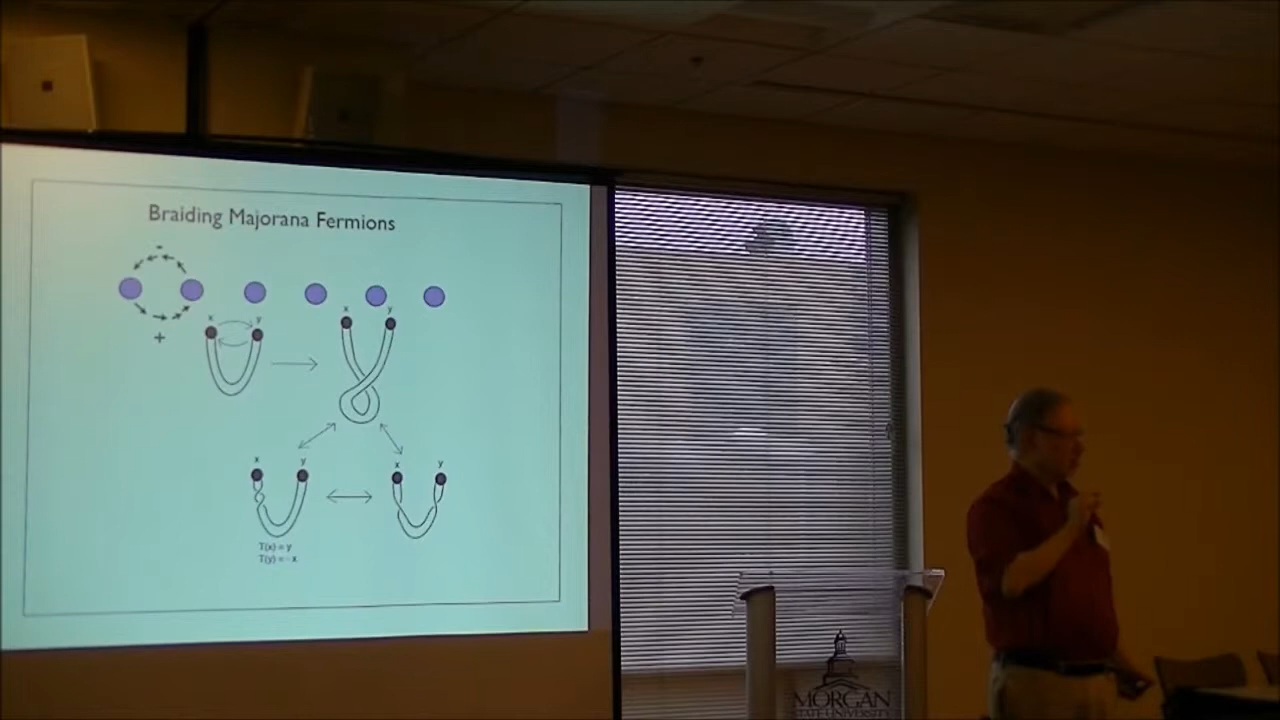 Braiding Majorana Fermions
-
+
x y
x y
x y
x y
T(x) = y
T(y) = - x
MORGAN
STATE UNIVERSITY